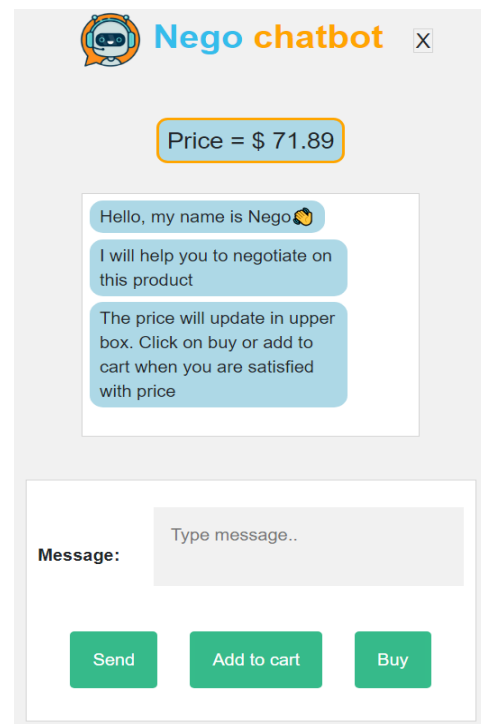 Nego chatbot X
Price = $ 71.89
Hello, my name is Nego👏
I will help you to negotiate on
this product
The price will update in upper
box. Click on buy or add to
cart when you are satisfied
with price
Message:
Type message..
Send
Add to cart
Buy